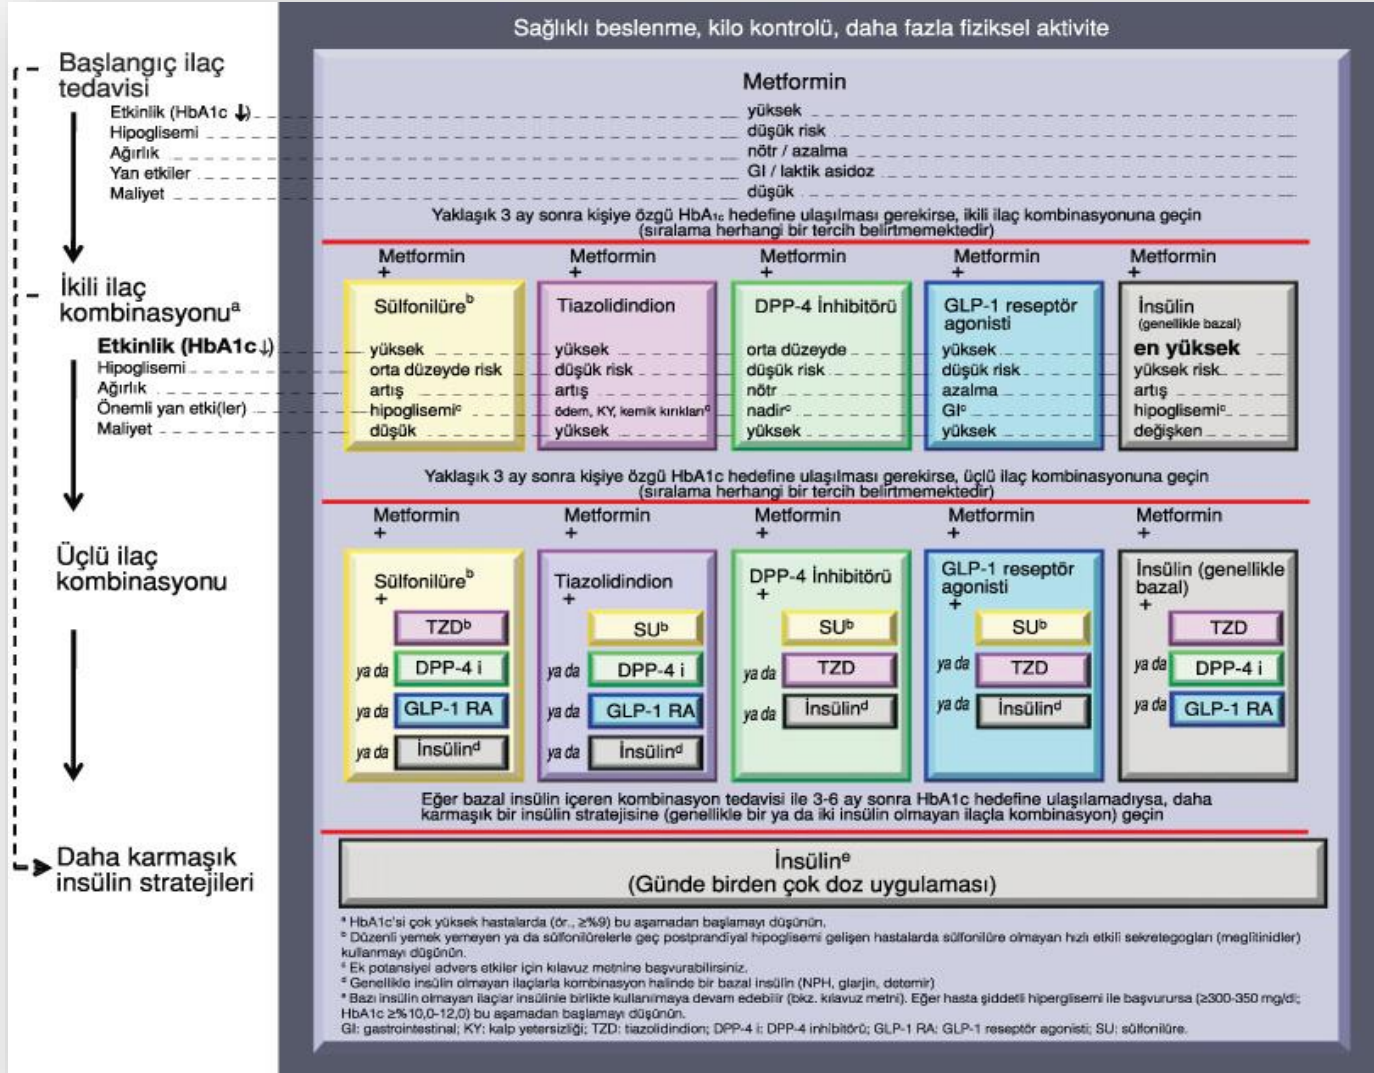 Sağlıklı beslenme, kilo kontrolü, daha fazla fiziksel aktivite
Başlangıç ilaç
tedavisi
Metformin
Etkinlik (HbA1c ↓) yüksek
Hipoglisemi düşük risk
Ağırlık nötr / azalma
Yan etkiler GI / laktik asidoz
Maliyet düşük
Yaklaşık 3 ay sonra kişiye özgü HbA1c hedefine ulaşılması gerekirse, ikili ilaç kombinasyonuna geçin
(sıralama herhangi bir tercih belirtmemektedir)
İkili ilaç
kombinasyonuᵃ
Etkinlik (HbA1c↓)
Hipoglisemi
Ağırlık
Önemli yan etki(ler)
Maliyet
Metformin
+
Sülfonilüreᵇ
yüksek
orta düzeyde risk
artış
hipoglisemiᶜ
düşük
Metformin
+
Tiazolidindion
yüksek
düşük risk
artış
ödem, KY, kemik kırıklarıᶜ
yüksek
Metformin
+
DPP-4 İnhibitörü
orta düzeyde
düşük risk
nötr
nadirᶜ
yüksek
Metformin
+
GLP-1 reseptör
agonisti
yüksek
düşük risk
azalma
GIᶜ
yüksek
Metformin
+
İnsülin
(genellikle bazal)
en yüksek
yüksek risk
artış
hipoglisemiᶜ
değişken
Yaklaşık 3 ay sonra kişiye özgü HbA1c hedefine ulaşılması gerekirse, üçlü ilaç kombinasyonuna geçin
(sıralama herhangi bir tercih belirtmemektedir)
Üçlü ilaç
kombinasyonu
Metformin
+
Sülfonilüreᵇ
+
TZDᵇ
ya da DPP-4 i
ya da GLP-1 RA
ya da İnsülinᵈ
Metformin
+
Tiazolidindion
+
SUᵇ
ya da DPP-4 i
ya da GLP-1 RA
ya da İnsülinᵈ
Metformin
+
DPP-4 İnhibitörü
+
SUᵇ
ya da TZD
ya da İnsülinᵈ
Metformin
+
GLP-1 reseptör
agonisti
+
SUᵇ
ya da TZD
ya da İnsülinᵈ
Metformin
+
İnsülin (genellikle
bazal)
+
TZD
ya da DPP-4 i
ya da GLP-1 RA
Eğer bazal insülin içeren kombinasyon tedavisi ile 3-6 ay sonra HbA1c hedefine ulaşılamadıysa, daha
karmaşık bir insülin stratejisine (genellikle bir ya da iki insülin olmayan ilaçla kombinasyon) geçin
Daha karmaşık
insülin stratejileri
İnsülinᵉ
(Günde birden çok doz uygulaması)
ᵃ HbA1c'si çok yüksek hastalarda (ör., ≥%9) bu aşamadan başlamayı düşünün.
ᵇ Düzenli yemek yemeyen ya da sülfonilürelerle geç postprandiyal hipoglisemi gelişen hastalarda sülfonilüre olmayan hızlı etkili sekretegogları (meglitinidler)
kullanmayı düşünün.
ᶜ Ek potansiyel advers etkiler için kılavuz metnine başvurabilirsiniz.
ᵈ Genellikle insülin olmayan ilaçlarla kombinasyon halinde bir bazal insülin (NPH, glarjin, detemir)
ᵉ Bazı insülin olmayan ilaçlar insülinle birlikte kullanılmaya devam edebilir (bkz. kılavuz metni). Eğer hasta şiddetli hiperglisemi ile başvurursa (≥300-350 mg/dl;
HbA1c ≥%10,0-12,0) bu aşamadan başlamayı düşünün.
GI: gastrointestinal; KY: kalp yetersizliği; TZD: tiazolidindion; DPP-4 i: DPP-4 inhibitörü; GLP-1 RA: GLP-1 reseptör agonisti; SU: sülfonilüre.